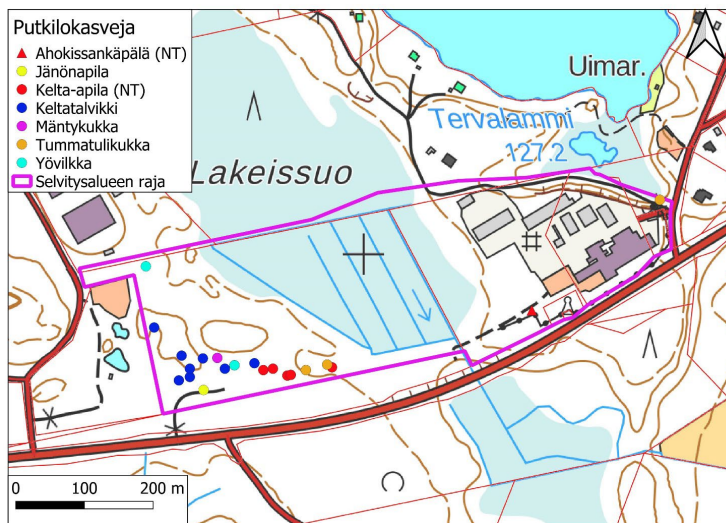 Putkilokasveja
Ahokissankäpälä (NT)
Jänönapila
Kelta-apila (NT)
Keltatalvikki
Mäntykukka
Tummatulikukka
Yövilkka
Selvitysalueen raja
Uimar.
Tervalammi
127.2
Lakeissuo
0 100 200 m